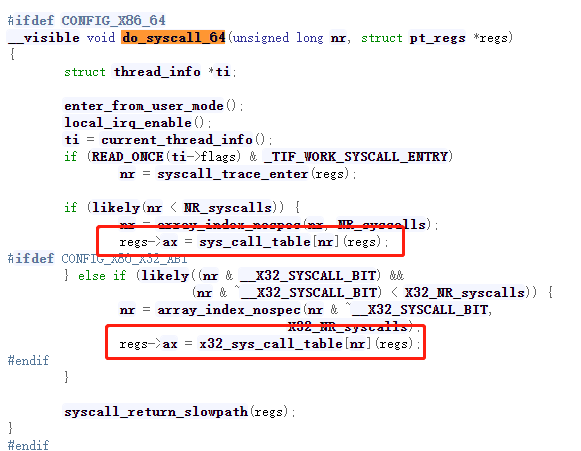 #ifdef CONFIG_X86_64
__visible void do_syscall_64(unsigned long nr, struct pt_regs *regs)
{
struct thread_info *ti;
enter_from_user_mode();
local_irq_enable();
ti = current_thread_info();
if (READ_ONCE(ti->flags) & _TIF_WORK_SYSCALL_ENTRY)
nr = syscall_trace_enter(regs);
if (likely(nr < NR_syscalls)) {
nr = array_index_nospec(nr, NR_syscalls);
regs->ax = sys_call_table[nr](regs);
#ifdef CONFIG_X86_X32_ABI
} else if (likely((nr & __X32_SYSCALL_BIT) &&
(nr & ~__X32_SYSCALL_BIT) < X32_NR_syscalls)) {
nr = array_index_nospec(nr & ~__X32_SYSCALL_BIT,
X32_NR_syscalls);
regs->ax = x32_sys_call_table[nr](regs);
#endif
}
syscall_return_slowpath(regs);
}
#endif